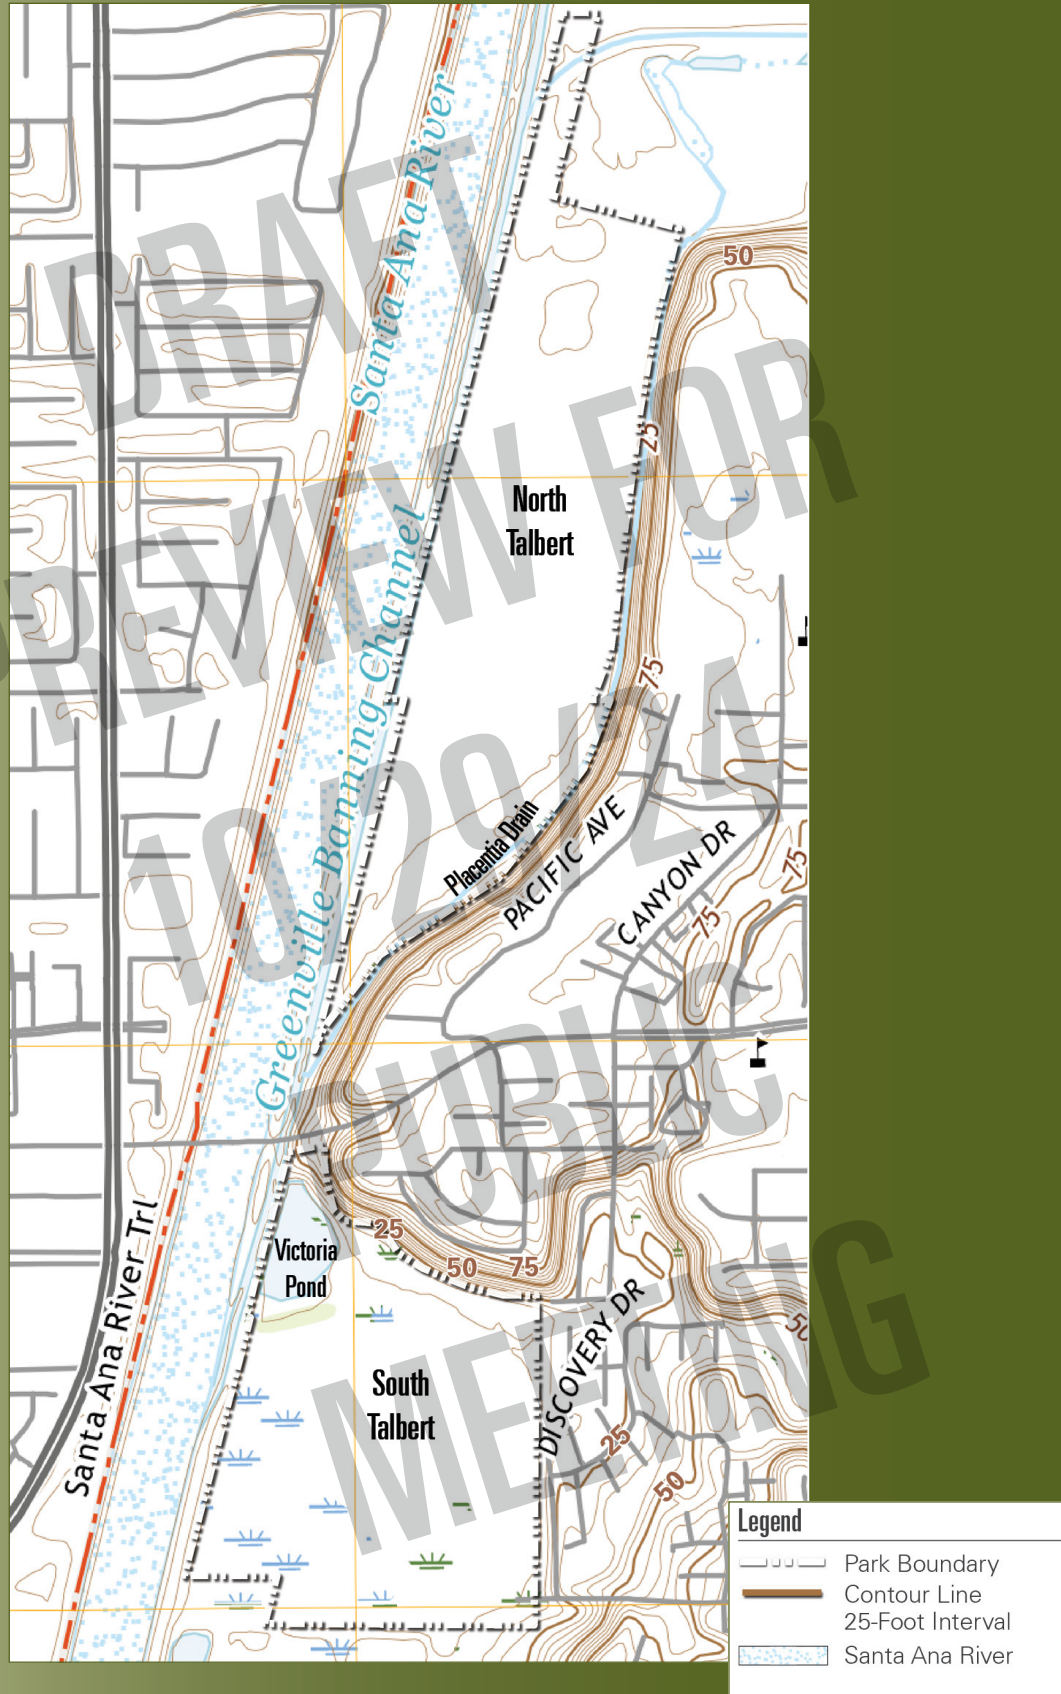 Santa Ana River
50
25
North
Talbert
Greenville Banning Channel
75
Placentia Drain
PACIFIC AVE
CANYON DR
75
75
Santa Ana River Trl
Victoria
Pond
25
50
75
DISCOVERY DR
50
South
Talbert
25
50
DRAFT
PREVIEW FOR
10/29/24
PUBLIC
MEETING
Legend
Park Boundary
Contour Line
25-Foot Interval
Santa Ana River